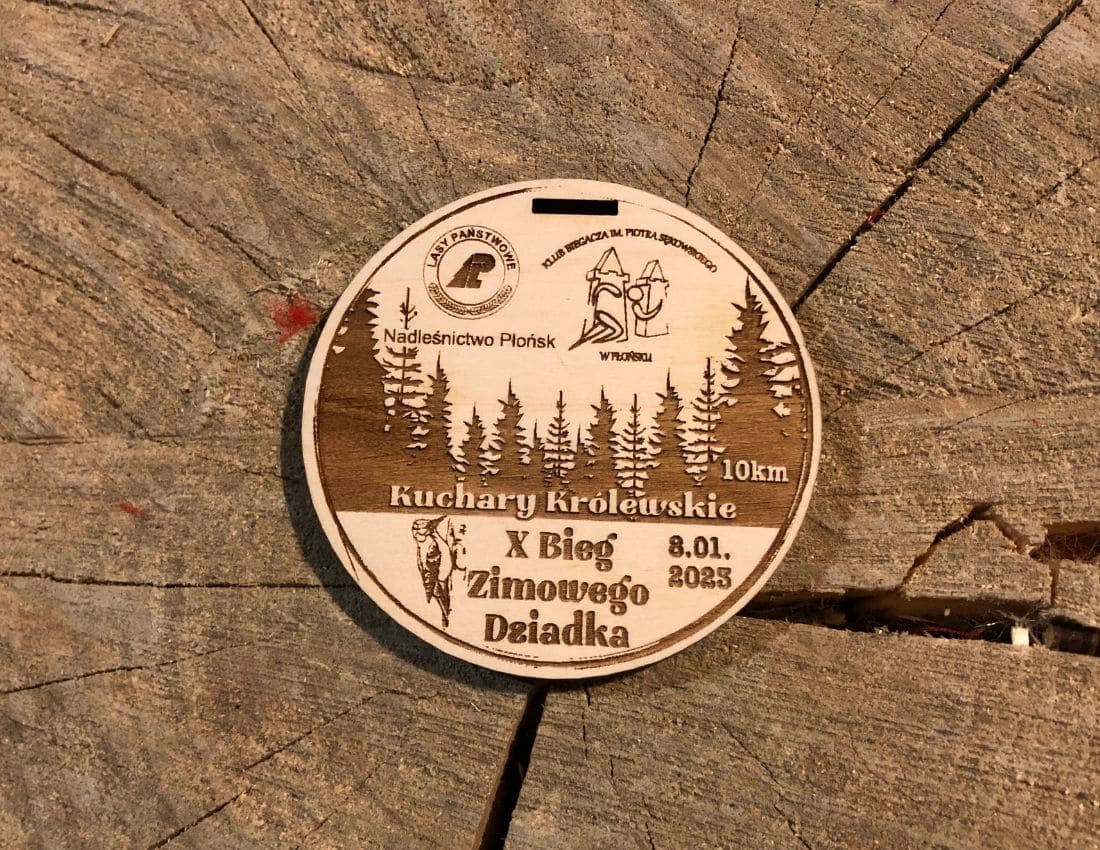 LASY PAŃSTWOWE
Nadleśnictwo Płońsk
KLUB BIEGACZA IM. PIOTRA SĘKOWSKIEGO
W PŁOŃSKU
10km
Kuchary Królewskie
X Bieg
Zimowego
Dziadka
8.01.
2023